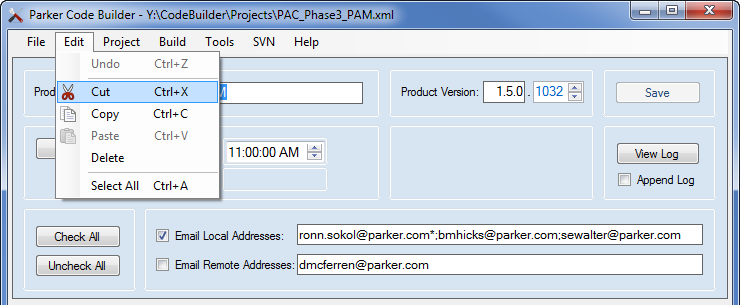 Parker Code Builder - Y:\CodeBuilder\Projects\PAC_Phase3_PAM.xml
File Edit Project Build Tools SVN Help
Undo Ctrl+Z
Cut Ctrl+X
Copy Ctrl+C
Paste Ctrl+V
Delete
Select All Ctrl+A
Product Version: 1.5.0 . 1032 Save
11:00:00 AM View Log
Append Log
Check All Email Local Addresses: ronn.sokol@parker.com*;bmhicks@parker.com;sewalter@parker.com
Uncheck All Email Remote Addresses: dmcferren@parker.com